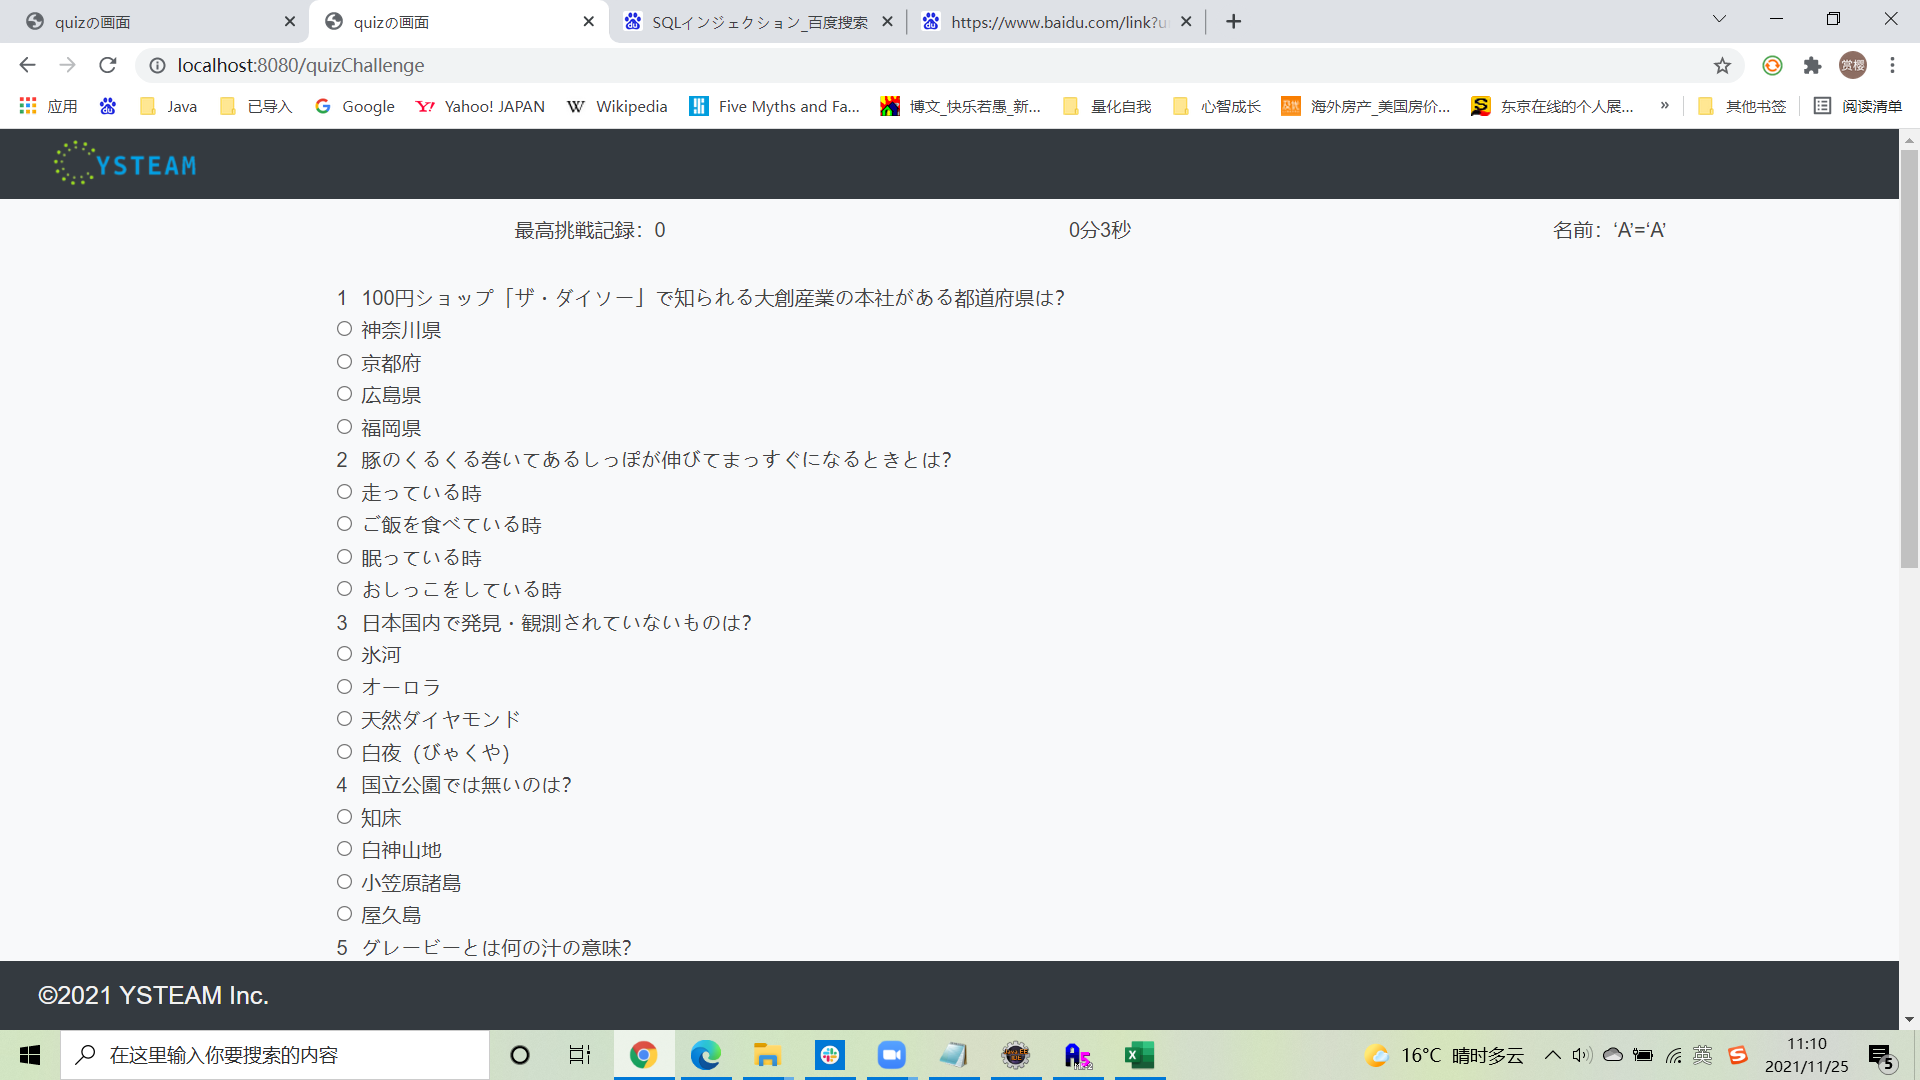 quizの画面
quizの画面
SQLインジェクション_百度搜索
https://www.baidu.com/link?u
localhost:8080/quizChallenge
赏樱
应用
Java
已导入
Google
Yahoo! JAPAN
Wikipedia
Five Myths and Fa...
博文_快乐若愚_新...
量化自我
心智成长
海外房产_美国房价...
东京在线的个人展...
»
其他书签
阅读清单
YSTEAM
最高挑戦記録：0
0分3秒
名前：‘A’=‘A’
1 100円ショップ「ザ・ダイソー」で知られる大創産業の本社がある都道府県は?
神奈川県
京都府
広島県
福岡県
2 豚のくるくる巻いてあるしっぽが伸びてまっすぐになるときとは?
走っている時
ご飯を食べている時
眠っている時
おしっこをしている時
3 日本国内で発見・観測されていないものは?
氷河
オーロラ
天然ダイヤモンド
白夜（びゃくや）
4 国立公園では無いのは?
知床
白神山地
小笠原諸島
屋久島
5 グレービーとは何の汁の意味?
©2021 YSTEAM Inc.
在这里输入你要搜索的内容
16°C 晴时多云
英
11:10
2021/11/25
5